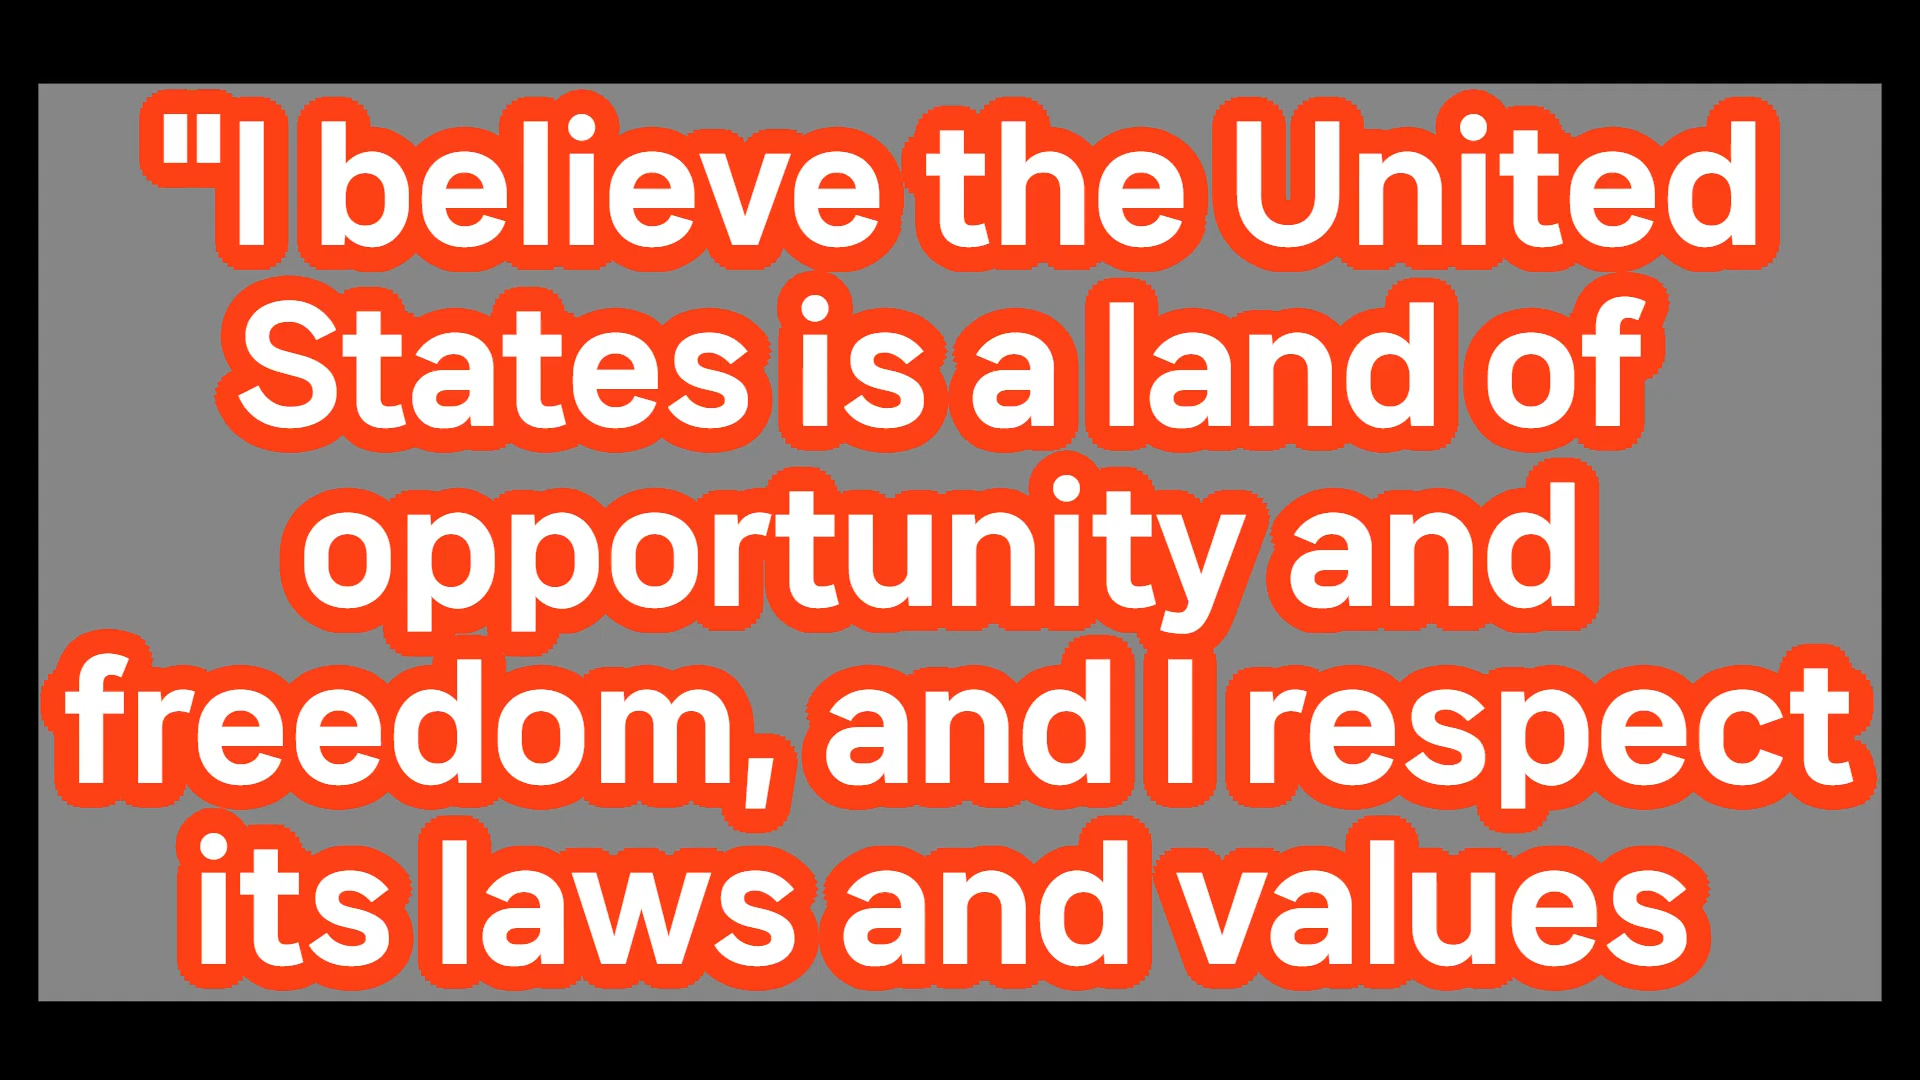 "I believe the United
States is a land of
opportunity and
freedom, and I respect
its laws and values